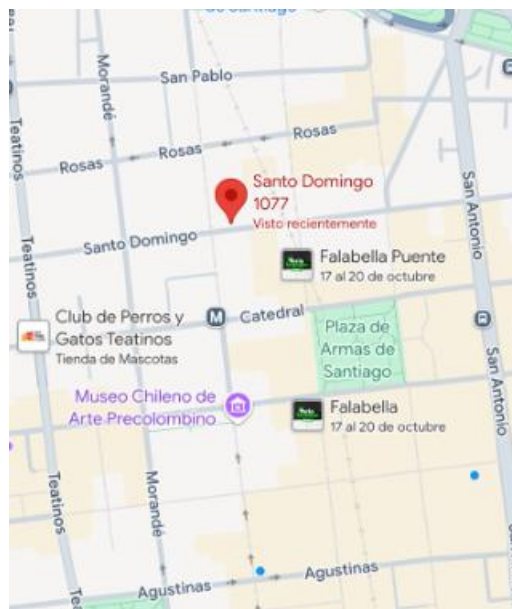 de Santiago
San Pablo
Morandé
Teatinos
Rosas
Rosas
Rosas
Santo Domingo
1077
Visto recientemente
San Antonio
Santo Domingo
Teatinos
Falabella Puente
17 al 20 de octubre
Catedral
M
Club de Perros y
Gatos Teatinos
Tienda de Mascotas
Plaza de
Armas de
Santiago
San Antonio
Museo Chileno de
Arte Precolombino
Falabella
17 al 20 de octubre
Morandé
Teatinos
Agustinas
Agustinas